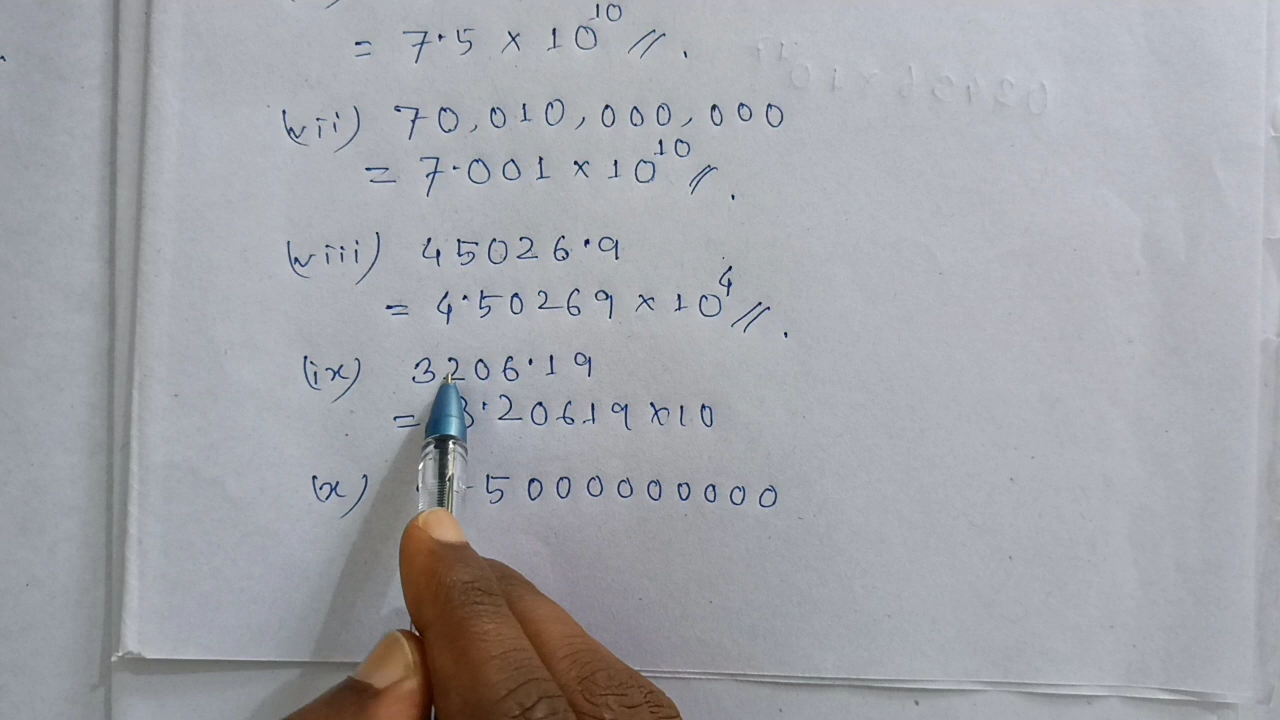 = 7.5 × 10^10 //.
(vii) 70,010,000,000
= 7.001 × 10^10 //.
(viii) 45026.9
= 4.50269 × 10^4 //.
(ix) 3206.19
= 3.20619 × 10
(x) 5000000000